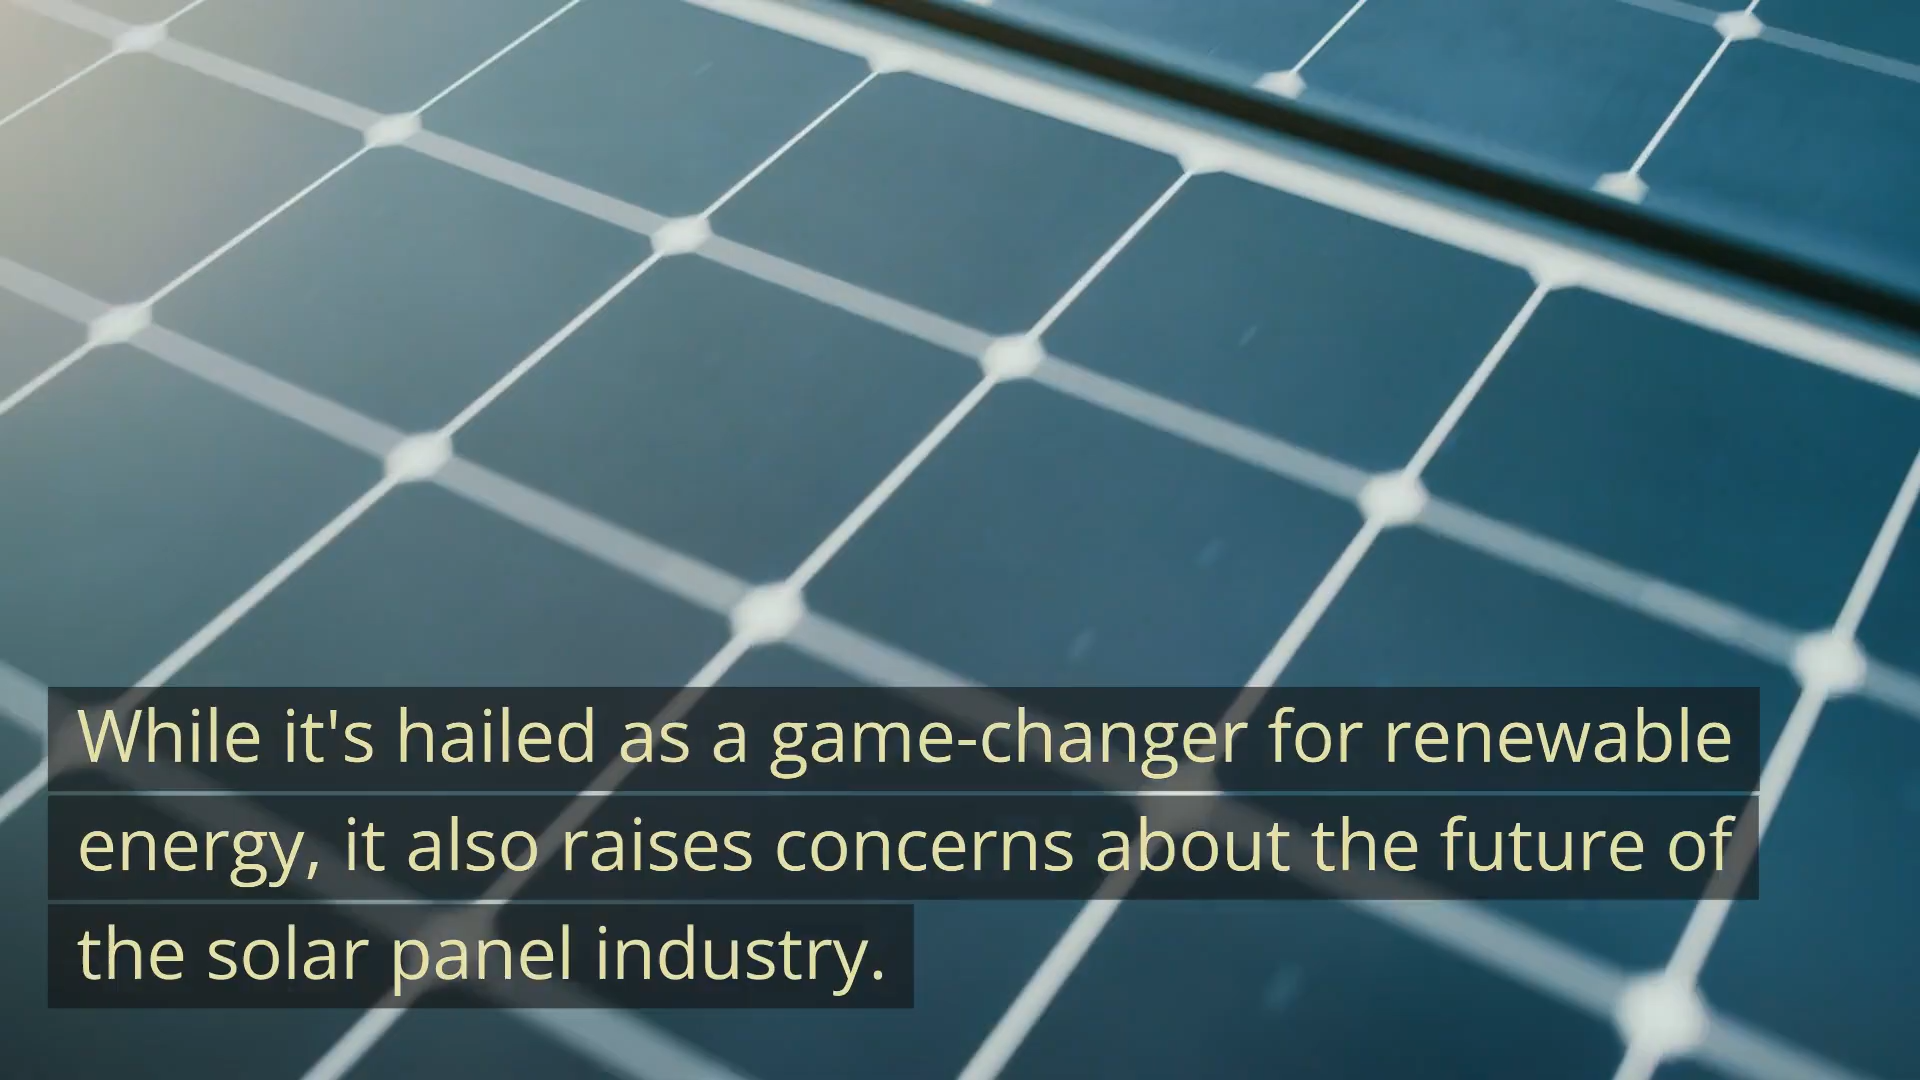 While it's hailed as a game-changer for renewable
energy, it also raises concerns about the future of
the solar panel industry.